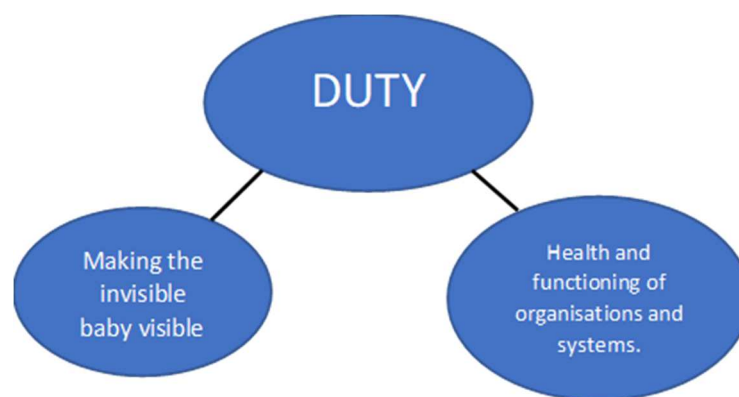 DUTY
Making the
invisible
baby visible
Health and
functioning of
organisations and
systems.